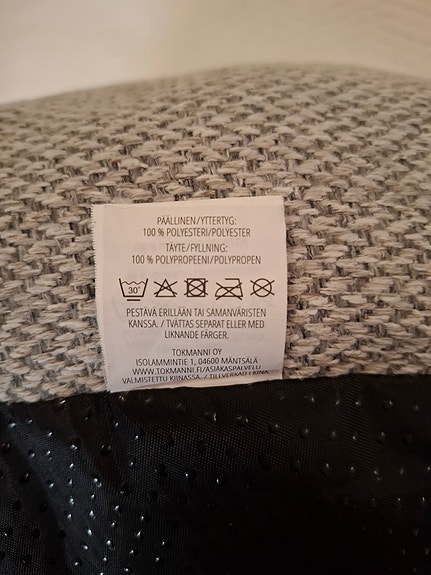 PÄÄLLINEN/YTTERTYG:
100 % POLYESTERI/POLYESTER
TÄYTE/FYLLNING:
100 % POLYPROPEENI/POLYPROPEN
30°
PESTÄVÄ ERILLÄÄN TAI SAMANVÄRISTEN
KANSSA. / TVÄTTAS SEPARAT ELLER MED
LIKNANDE FÄRGER.
TOKMANNI OY
ISOLAMMINTIE 1, 04600 MÄNTSÄLÄ
WWW.TOKMANNI.FI/ASIAKASPALVELU
VALMISTETTU KIINASSA. / TILLVERKAD I KINA